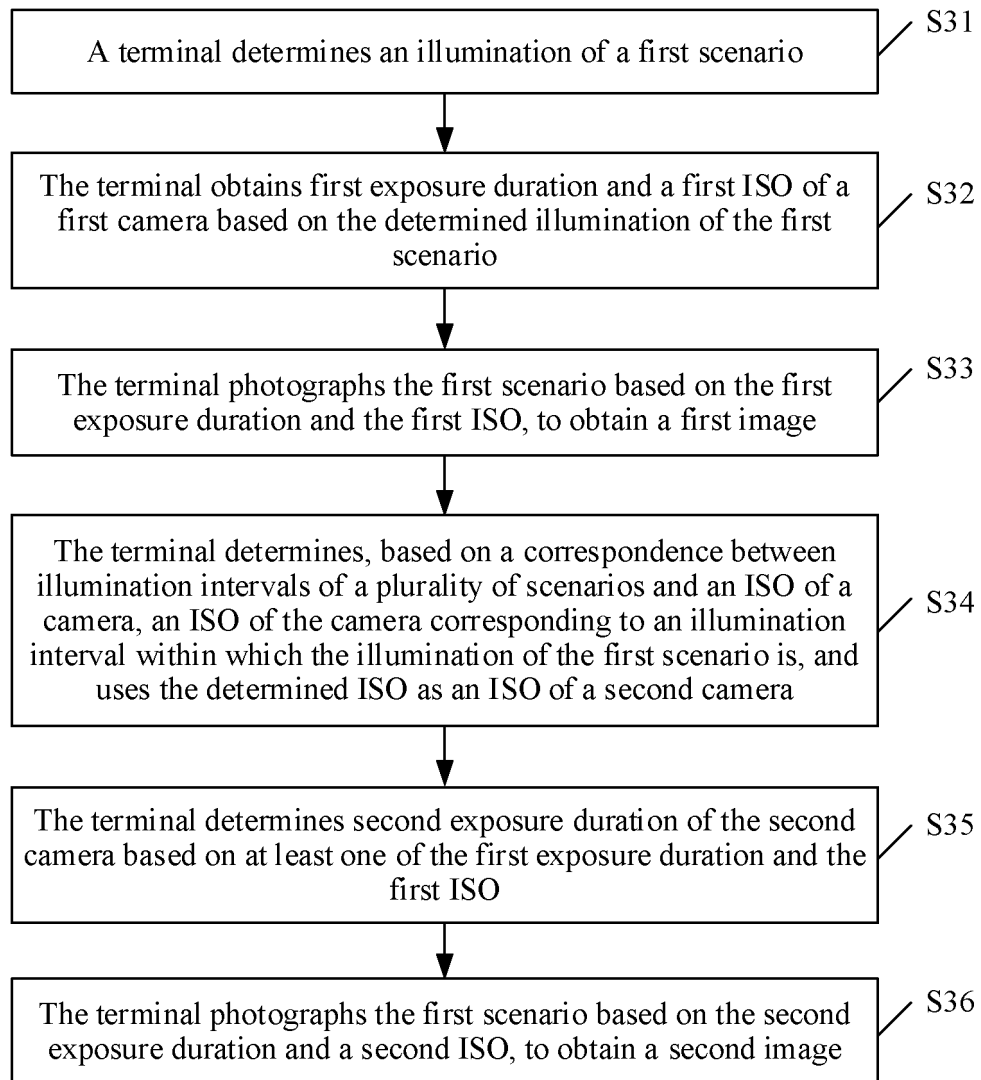 S31
A terminal determines an illumination of a first scenario
S32
The terminal obtains first exposure duration and a first ISO of a
first camera based on the determined illumination of the first
scenario
S33
The terminal photographs the first scenario based on the first
exposure duration and the first ISO, to obtain a first image
S34
The terminal determines, based on a correspondence between
illumination intervals of a plurality of scenarios and an ISO of a
camera, an ISO of the camera corresponding to an illumination
interval within which the illumination of the first scenario is, and
uses the determined ISO as an ISO of a second camera
S35
The terminal determines second exposure duration of the second
camera based on at least one of the first exposure duration and the
first ISO
S36
The terminal photographs the first scenario based on the second
exposure duration and a second ISO, to obtain a second image